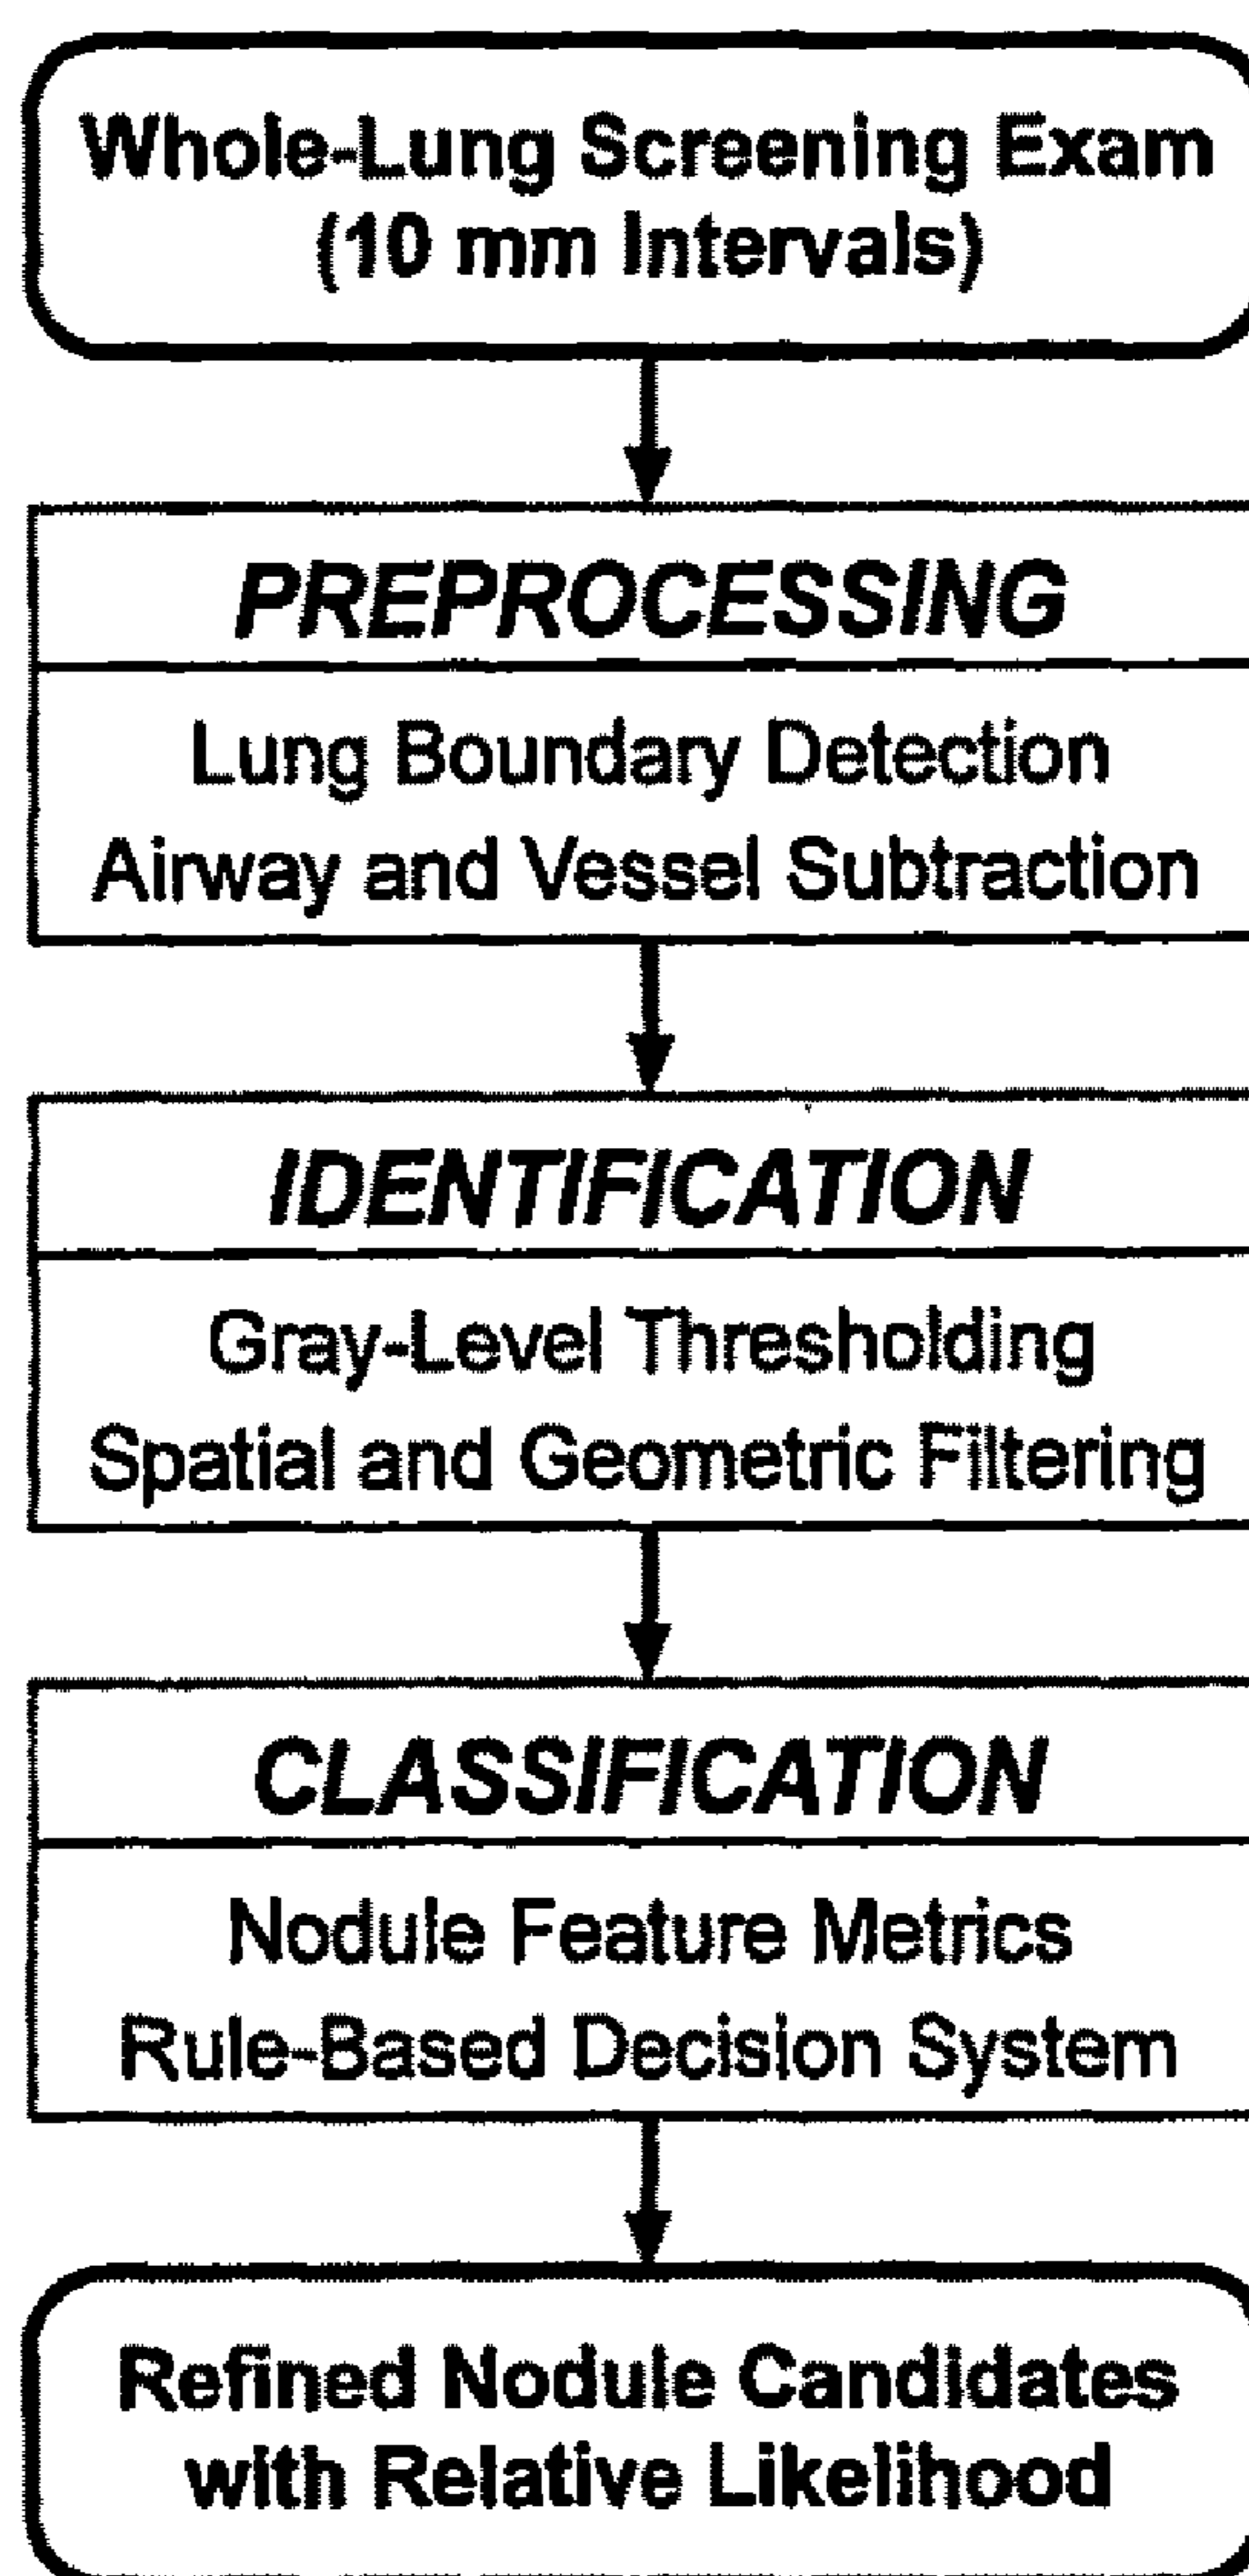 Whole-Lung Screening Exam
(10 mm Intervals)
PREPROCESSING
Lung Boundary Detection
Airway and Vessel Subtraction
IDENTIFICATION
Gray-Level Thresholding
Spatial and Geometric Filtering
CLASSIFICATION
Nodule Feature Metrics
Rule-Based Decision System
Refined Nodule Candidates
with Relative Likelihood